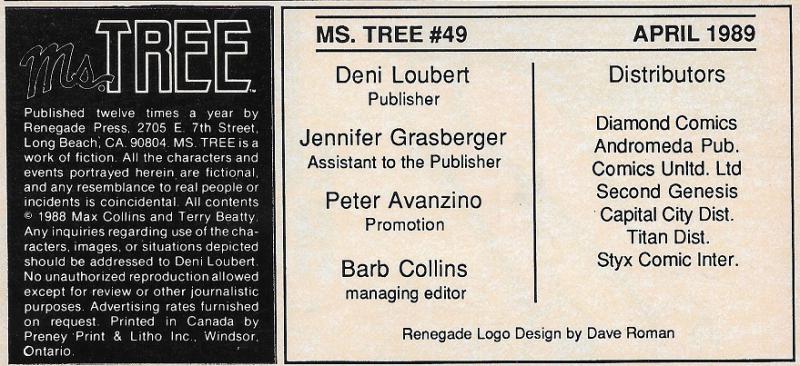 Ms. TREE™
Published twelve times a year by
Renegade Press, 2705 E. 7th Street,
Long Beach, CA. 90804. MS. TREE is a
work of fiction. All the characters and
events portrayed herein are fictional,
and any resemblance to real people or
incidents is coincidental. All contents
© 1988 Max Collins and Terry Beatty.
Any inquiries regarding use of the cha-
racters, images, or situations depicted
should be addressed to Deni Loubert.
No unauthorized reproduction allowed
except for review or other journalistic
purposes. Advertising rates furnished
on request. Printed in Canada by
Preney Print & Litho Inc., Windsor,
Ontario.
MS. TREE #49
APRIL 1989
Deni Loubert
Publisher
Jennifer Grasberger
Assistant to the Publisher
Peter Avanzino
Promotion
Barb Collins
managing editor
Distributors
Diamond Comics
Andromeda Pub.
Comics Unltd. Ltd
Second Genesis
Capital City Dist.
Titan Dist.
Styx Comic Inter.
Renegade Logo Design by Dave Roman